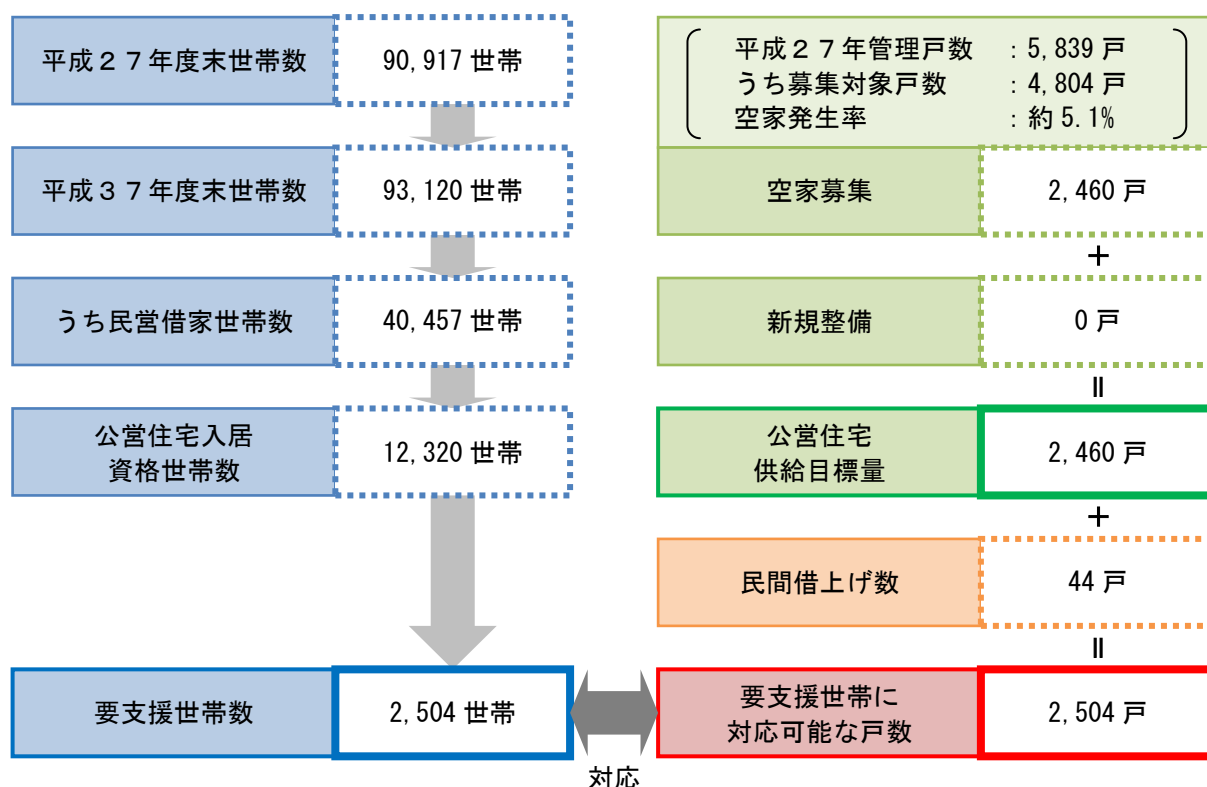 平成２７年度末世帯数
90,917 世帯
平成３７年度末世帯数
93,120 世帯
うち民営借家世帯数
40,457 世帯
公営住宅入居
資格世帯数
12,320 世帯
要支援世帯数
2,504 世帯
対応
平成２７年管理戸数 ：5,839 戸
うち募集対象戸数 ：4,804 戸
空家発生率 ：約 5.1%
空家募集
2,460 戸
＋
新規整備
0 戸
＝
公営住宅
供給目標量
2,460 戸
＋
民間借上げ数
44 戸
＝
要支援世帯に
対応可能な戸数
2,504 戸